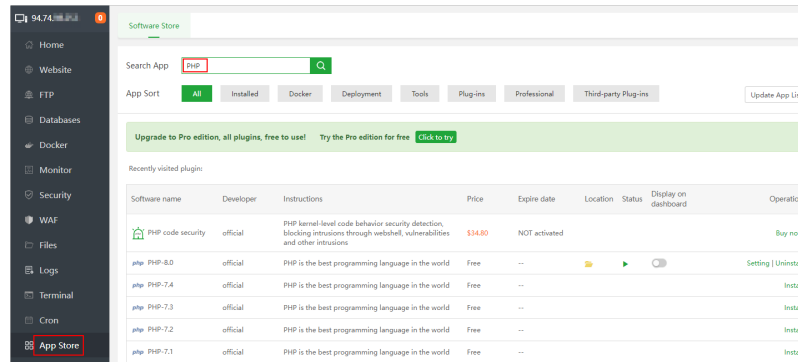 94.74.
0
Home
Website
FTP
Databases
Docker
Monitor
Security
WAF
Files
Logs
Terminal
Cron
App Store
Software Store
Search App PHP
App Sort All Installed Docker Deployment Tools Plug-ins Professional Third-party Plug-ins Update App Lis
Upgrade to Pro edition, all plugins, free to use! Try the Pro edition for free Click to try
Recently visited plugin:
Software name Developer Instructions Price Expire date Location Status Display on dashboard Operatio
PHP code security official PHP kernel-level code behavior security detection, blocking intrusions through webshell, vulnerabilities and other intrusions $34.80 NOT activated Buy no
php PHP-8.0 official PHP is the best programming language in the world Free -- Setting | Uninsta
php PHP-7.4 official PHP is the best programming language in the world Free -- Insta
php PHP-7.3 official PHP is the best programming language in the world Free -- Insta
php PHP-7.2 official PHP is the best programming language in the world Free -- Insta
php PHP-7.1 official PHP is the best programming language in the world Free -- Insta